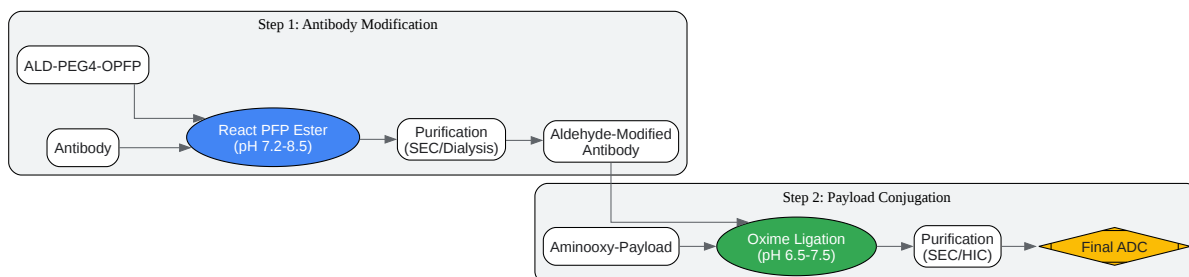 Step 1: Antibody Modification
ALD-PEG4-OPFP
Antibody
React PFP Ester
(pH 7.2-8.5)
Purification
(SEC/Dialysis)
Aldehyde-Modified
Antibody
Step 2: Payload Conjugation
Aminooxy-Payload
Oxime Ligation
(pH 6.5-7.5)
Purification
(SEC/HIC)
Final ADC